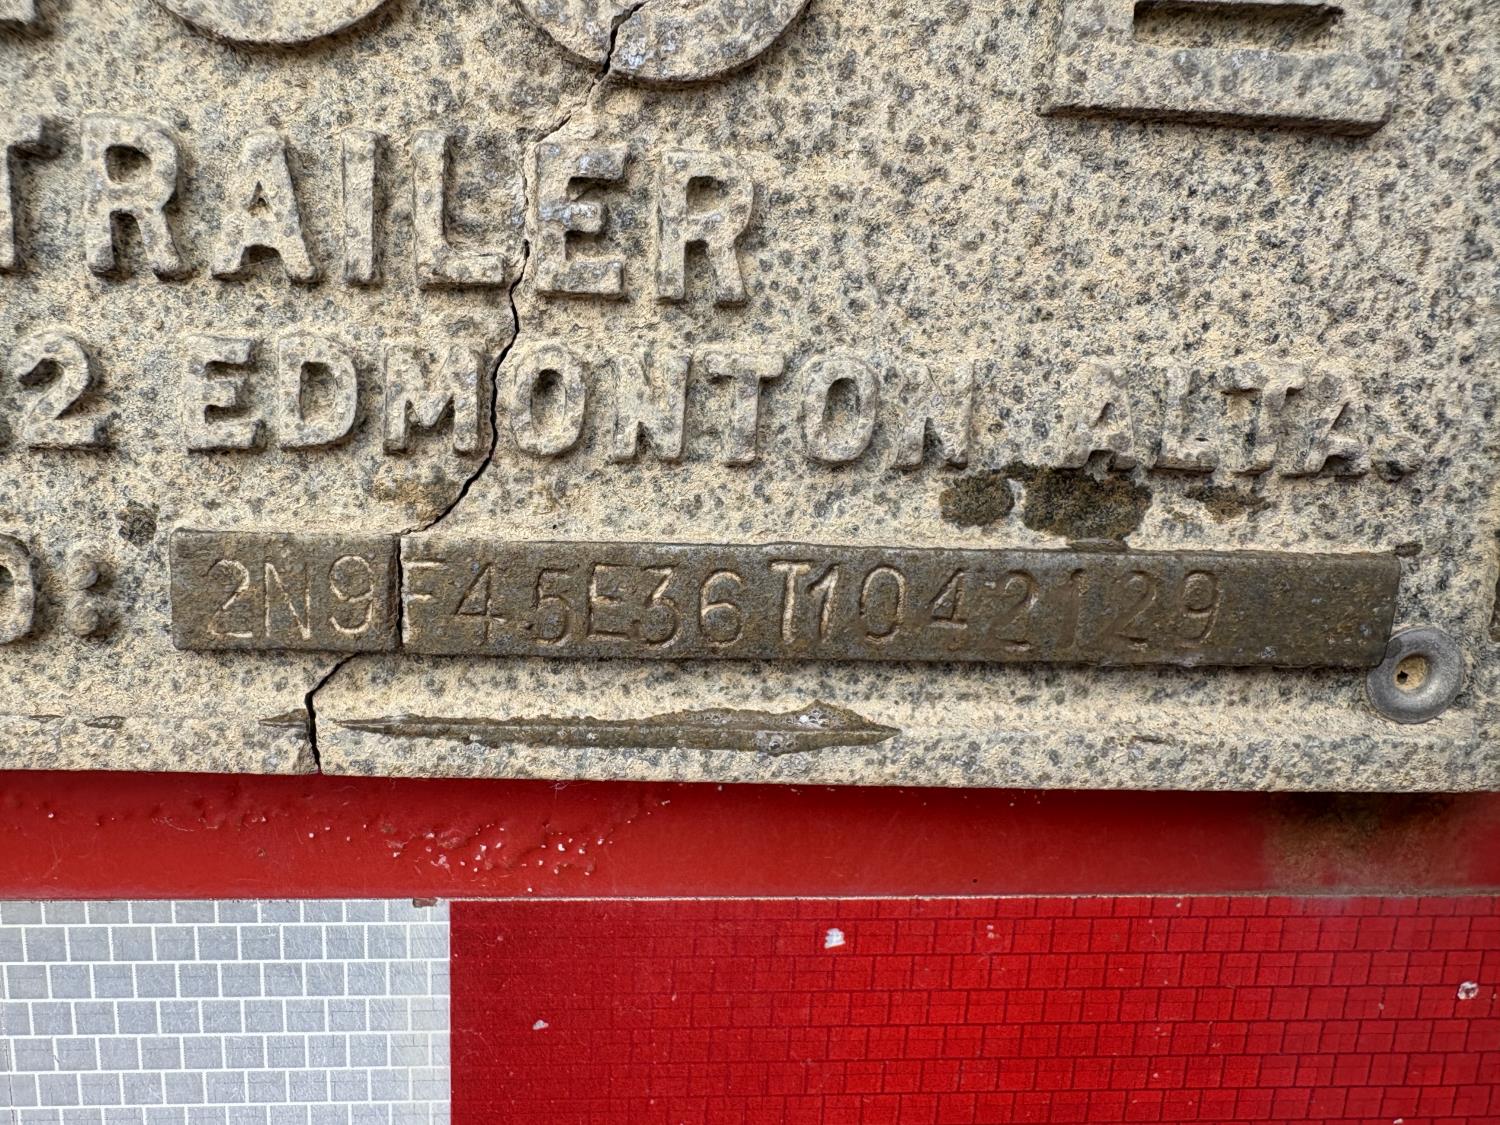 TRAILER
2 EDMONTON ALTA.
: 2N9F45E36T1042129